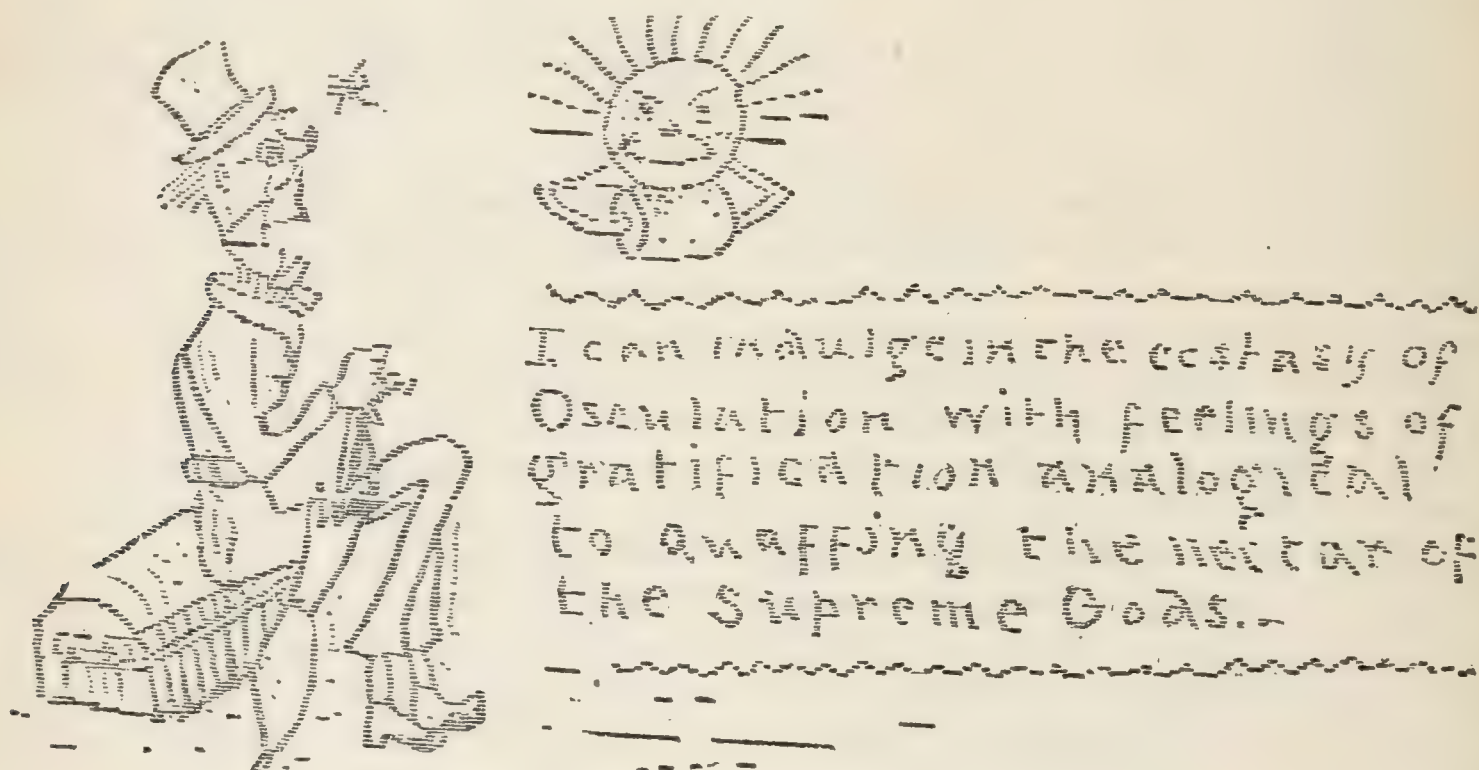 I can indulge in the ecstasy of
Osculation with feelings of
gratification analogical
to quaffing the nectar of
the Supreme Gods..